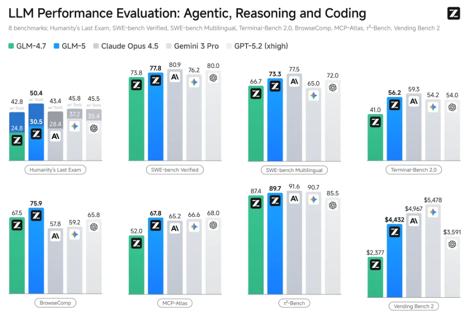 LLM Performance Evaluation: Agentic, Reasoning and Coding
8 benchmarks: Humanity's Last Exam, SWE-bench Verified, SWE-bench Multilingual, Terminal-Bench 2.0, BrowseComp, MCP-Atlas, τ²-Bench, Vending Bench 2
GLM-4.7 GLM-5 Claude Opus 4.5 Gemini 3 Pro GPT-5.2 (xhigh)
42.8 50.4 43.4 45.8 45.5
24.8 30.5 28.4 37.2 35.4
Humanity's Last Exam
73.8 77.8 80.9 76.2 80.0
SWE-bench Verified
66.7 73.3 77.5 65.0 72.0
SWE-bench Multilingual
41.0 56.2 59.3 54.2 54.0
Terminal-Bench 2.0
67.5 75.9 57.8 59.2 65.8
BrowseComp
52.0 67.8 65.2 66.6 68.0
MCP-Atlas
87.4 89.7 91.6 90.7 85.5
τ²-Bench
$2,377 $4,432 $4,967 $5,478 $3,591
Vending Bench 2